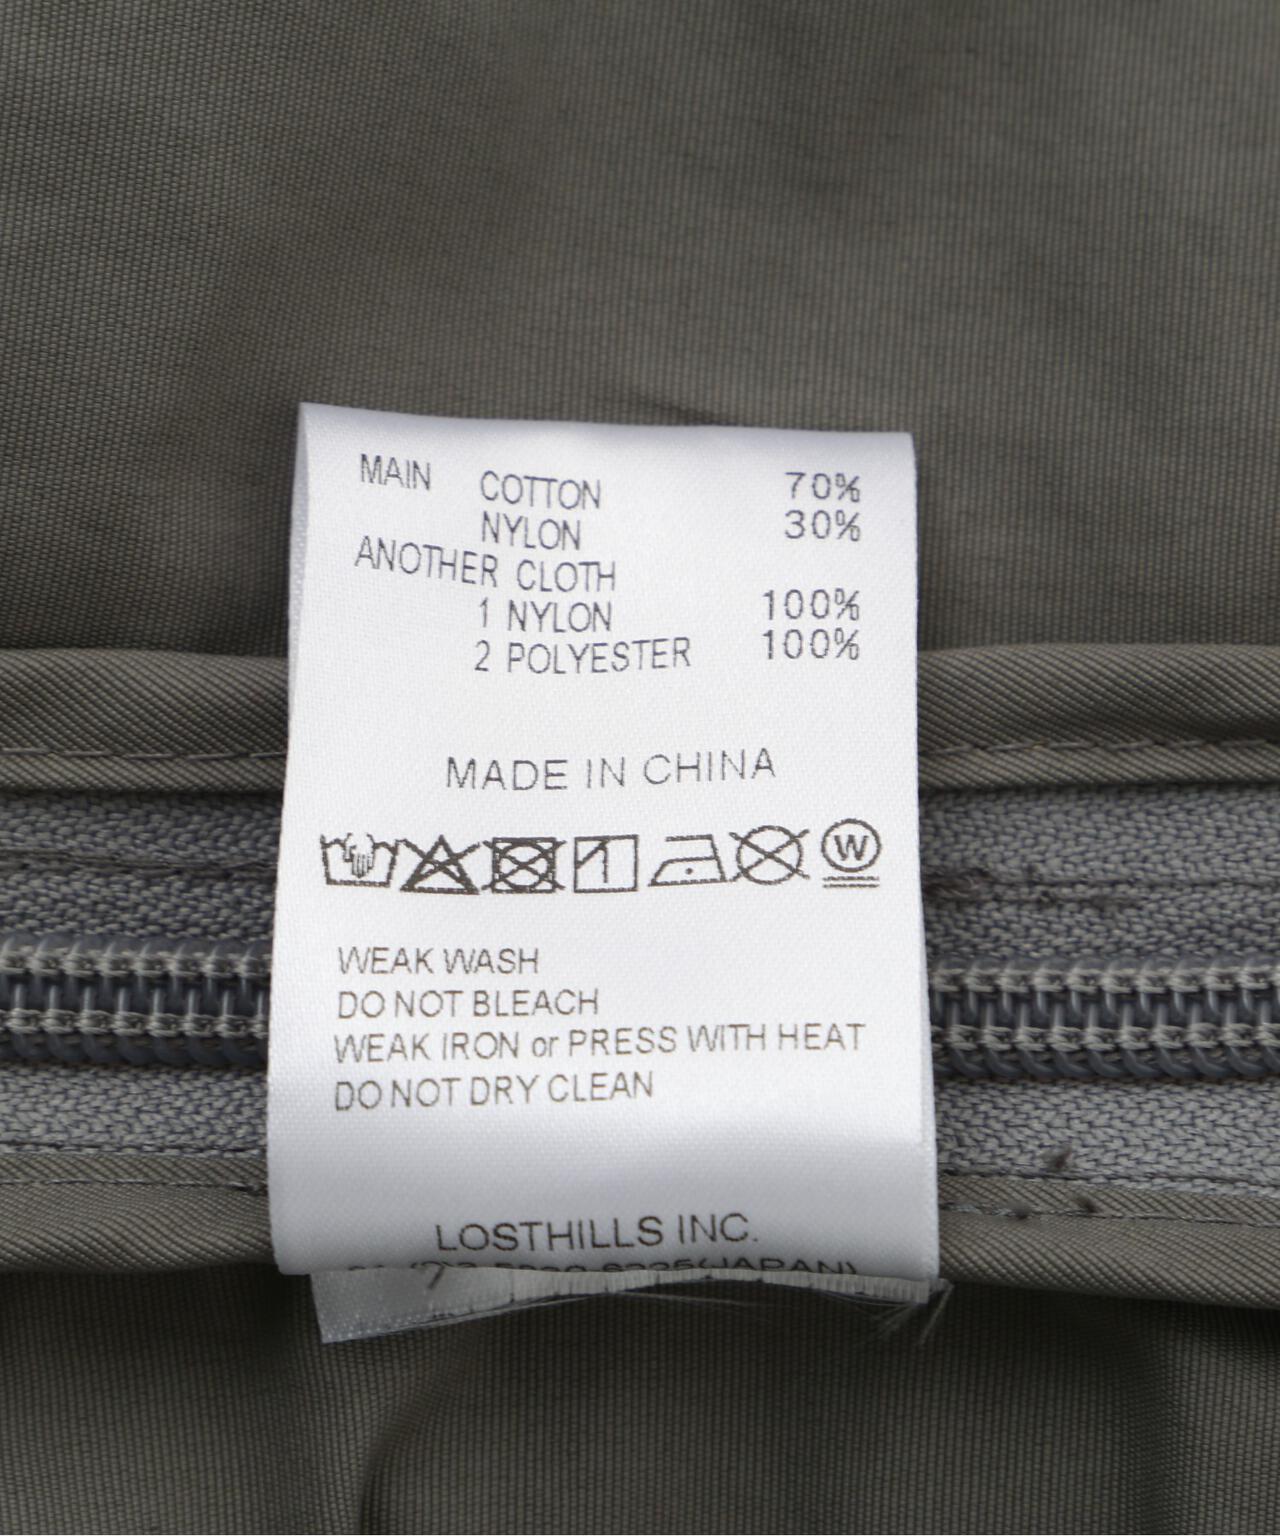 MAIN COTTON 70%
NYLON 30%
ANOTHER CLOTH
1 NYLON 100%
2 POLYESTER 100%
MADE IN CHINA
W
WEAK WASH
DO NOT BLEACH
WEAK IRON or PRESS WITH HEAT
DO NOT DRY CLEAN
LOSTHILLS INC.
(JAPAN)